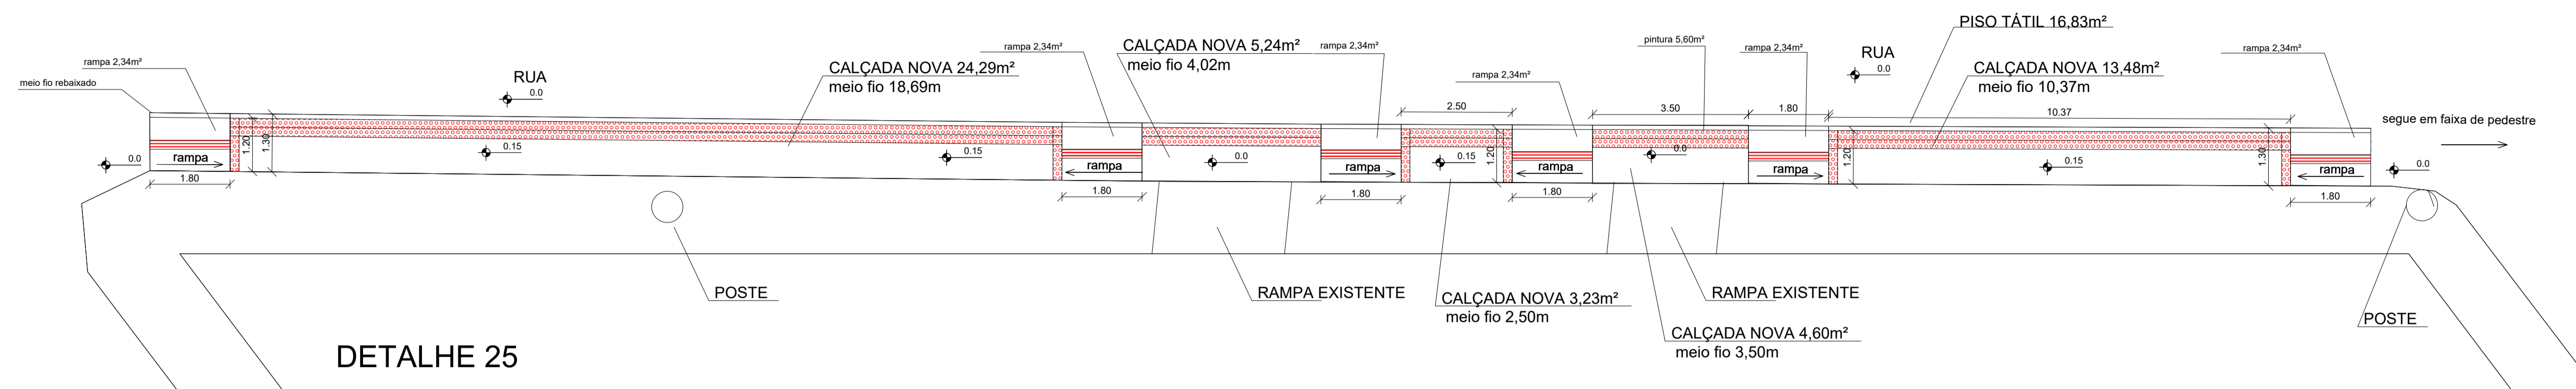 PISO TÁTIL 16,83m²
rampa 2,34m²
CALÇADA NOVA 5,24m²
meio fio 4,02m
rampa 2,34m²
pintura 5,60m²
rampa 2,34m²
RUA
0.0
rampa 2,34m²
rampa 2,34m²
meio fio rebaixado
RUA
0.0
CALÇADA NOVA 24,29m²
meio fio 18,69m
rampa 2,34m²
CALÇADA NOVA 13,48m²
meio fio 10,37m
2.50
3.50
1.80
10.37
segue em faixa de pedestre
0.0
rampa
1.20
1.30
0.15
0.15
rampa
0.0
rampa
0.15
1.20
rampa
0.0
rampa
1.20
0.15
1.30
rampa
0.0
1.80
1.80
1.80
1.80
1.80
POSTE
RAMPA EXISTENTE
CALÇADA NOVA 3,23m²
meio fio 2,50m
RAMPA EXISTENTE
POSTE
CALÇADA NOVA 4,60m²
meio fio 3,50m
DETALHE 25